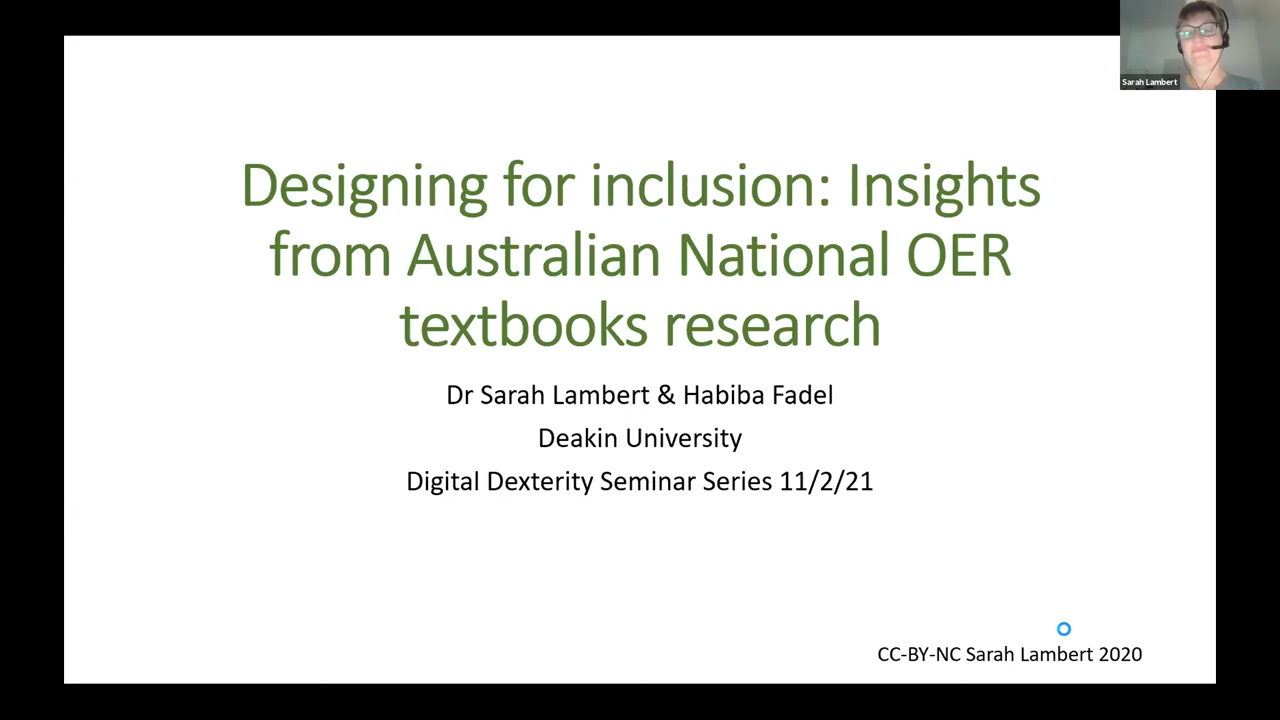 Sarah Lambert
Designing for inclusion: Insights
from Australian National OER
textbooks research
Dr Sarah Lambert & Habiba Fadel
Deakin University
Digital Dexterity Seminar Series 11/2/21
CC-BY-NC Sarah Lambert 2020